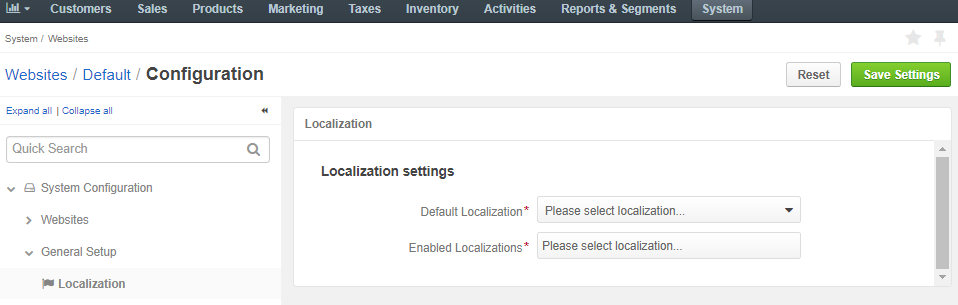 Customers Sales Products Marketing Taxes Inventory Activities Reports & Segments System
System / Websites
Websites / Default / Configuration
Reset
Save Settings
Expand all | Collapse all
Quick Search
System Configuration
Websites
General Setup
Localization
Localization
Localization settings
Default Localization* Please select localization...
Enabled Localizations* Please select localization...